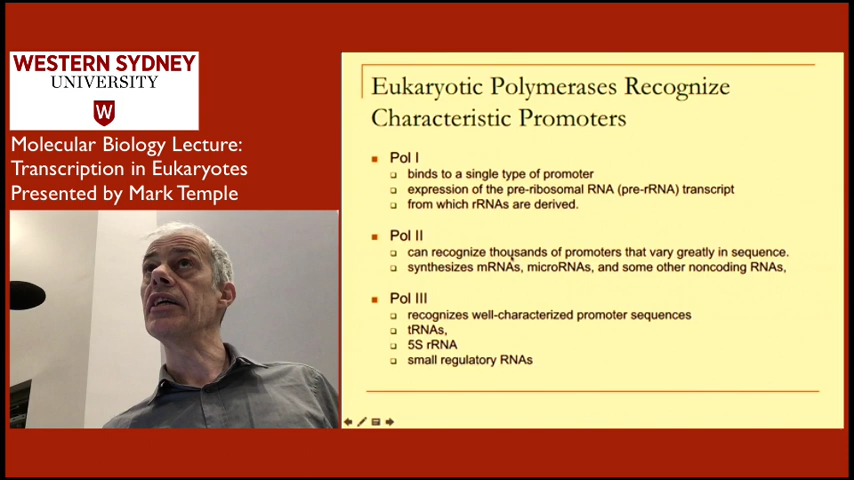 WESTERN SYDNEY
UNIVERSITY
W
Molecular Biology Lecture:
Transcription in Eukaryotes
Presented by Mark Temple
Eukaryotic Polymerases Recognize
Characteristic Promoters
Pol I
binds to a single type of promoter
expression of the pre-ribosomal RNA (pre-rRNA) transcript
from which rRNAs are derived.
Pol II
can recognize thousands of promoters that vary greatly in sequence.
synthesizes mRNAs, microRNAs, and some other noncoding RNAs,
Pol III
recognizes well-characterized promoter sequences
tRNAs,
5S rRNA
small regulatory RNAs